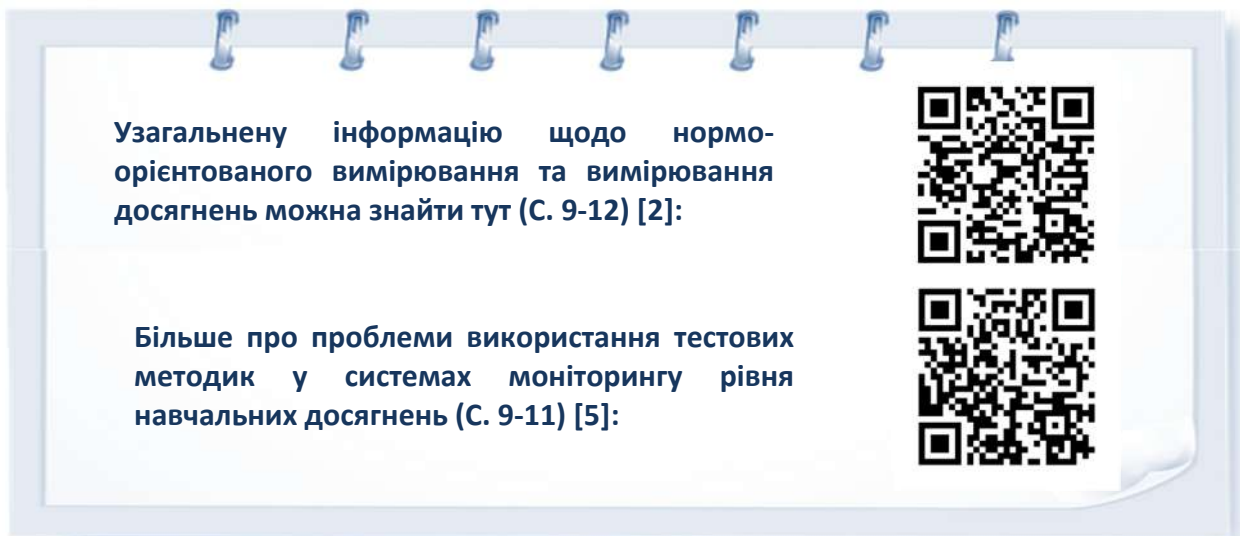 Узагальнену інформацію щодо нормо-
орієнтованого вимірювання та вимірювання
досягнень можна знайти тут (С. 9-12) [2]:
Більше про проблеми використання тестових
методик у системах моніторингу рівня
навчальних досягнень (С. 9-11) [5]: